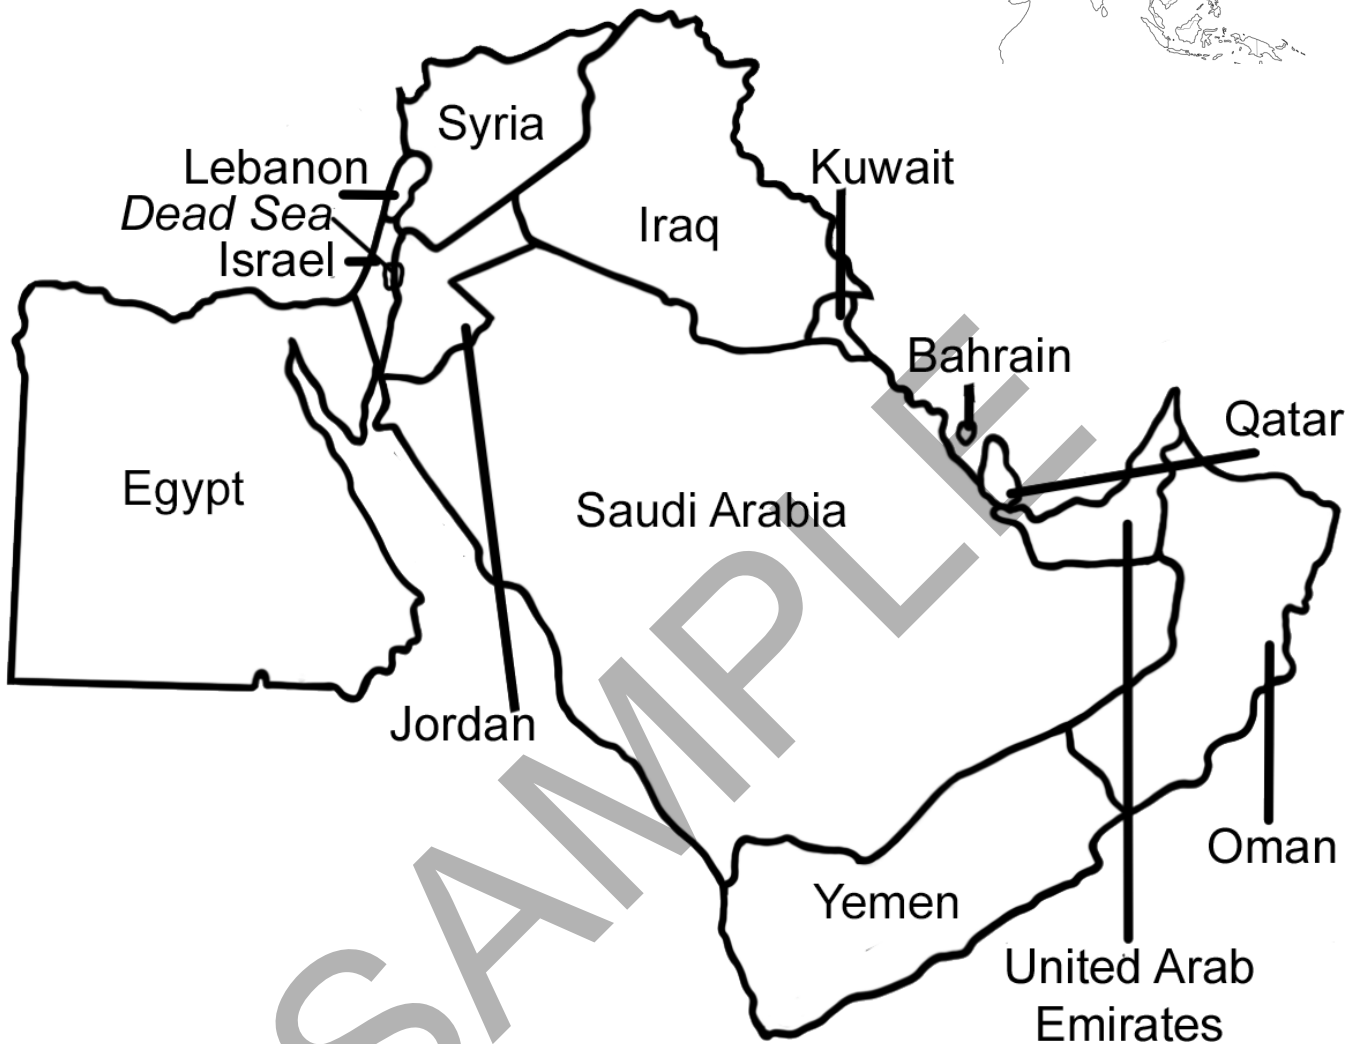 Syria
Lebanon
Kuwait
Dead Sea
Iraq
Israel
Bahrain
Qatar
Egypt
Saudi Arabia
Jordan
Oman
Yemen
United Arab
Emirates
SAMPLE